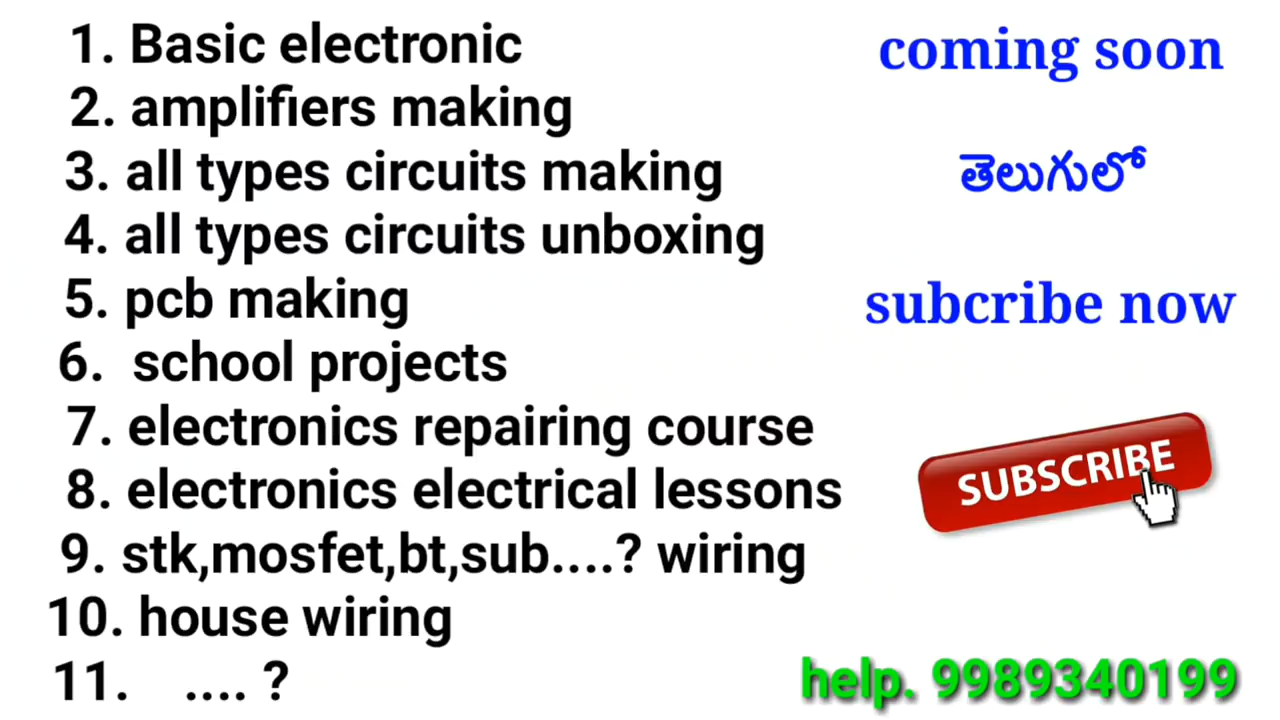 1. Basic electronic
2. amplifiers making
3. all types circuits making
4. all types circuits unboxing
5. pcb making
6. school projects
7. electronics repairing course
8. electronics electrical lessons
9. stk,mosfet,bt,sub....? wiring
10. house wiring
11. .... ?
coming soon
తెలుగులో
subcribe now
SUBSCRIBE
help. 9989340199